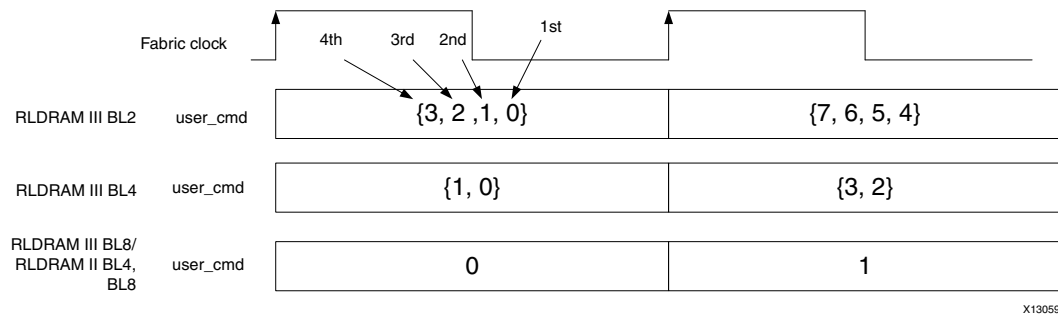 1st
4th 3rd 2nd
Fabric clock
RLDRAM III BL2 user_cmd {3, 2 ,1, 0} {7, 6, 5, 4}
RLDRAM III BL4 user_cmd {1, 0} {3, 2}
RLDRAM III BL8/
RLDRAM II BL4, user_cmd 0 1
BL8
X13059